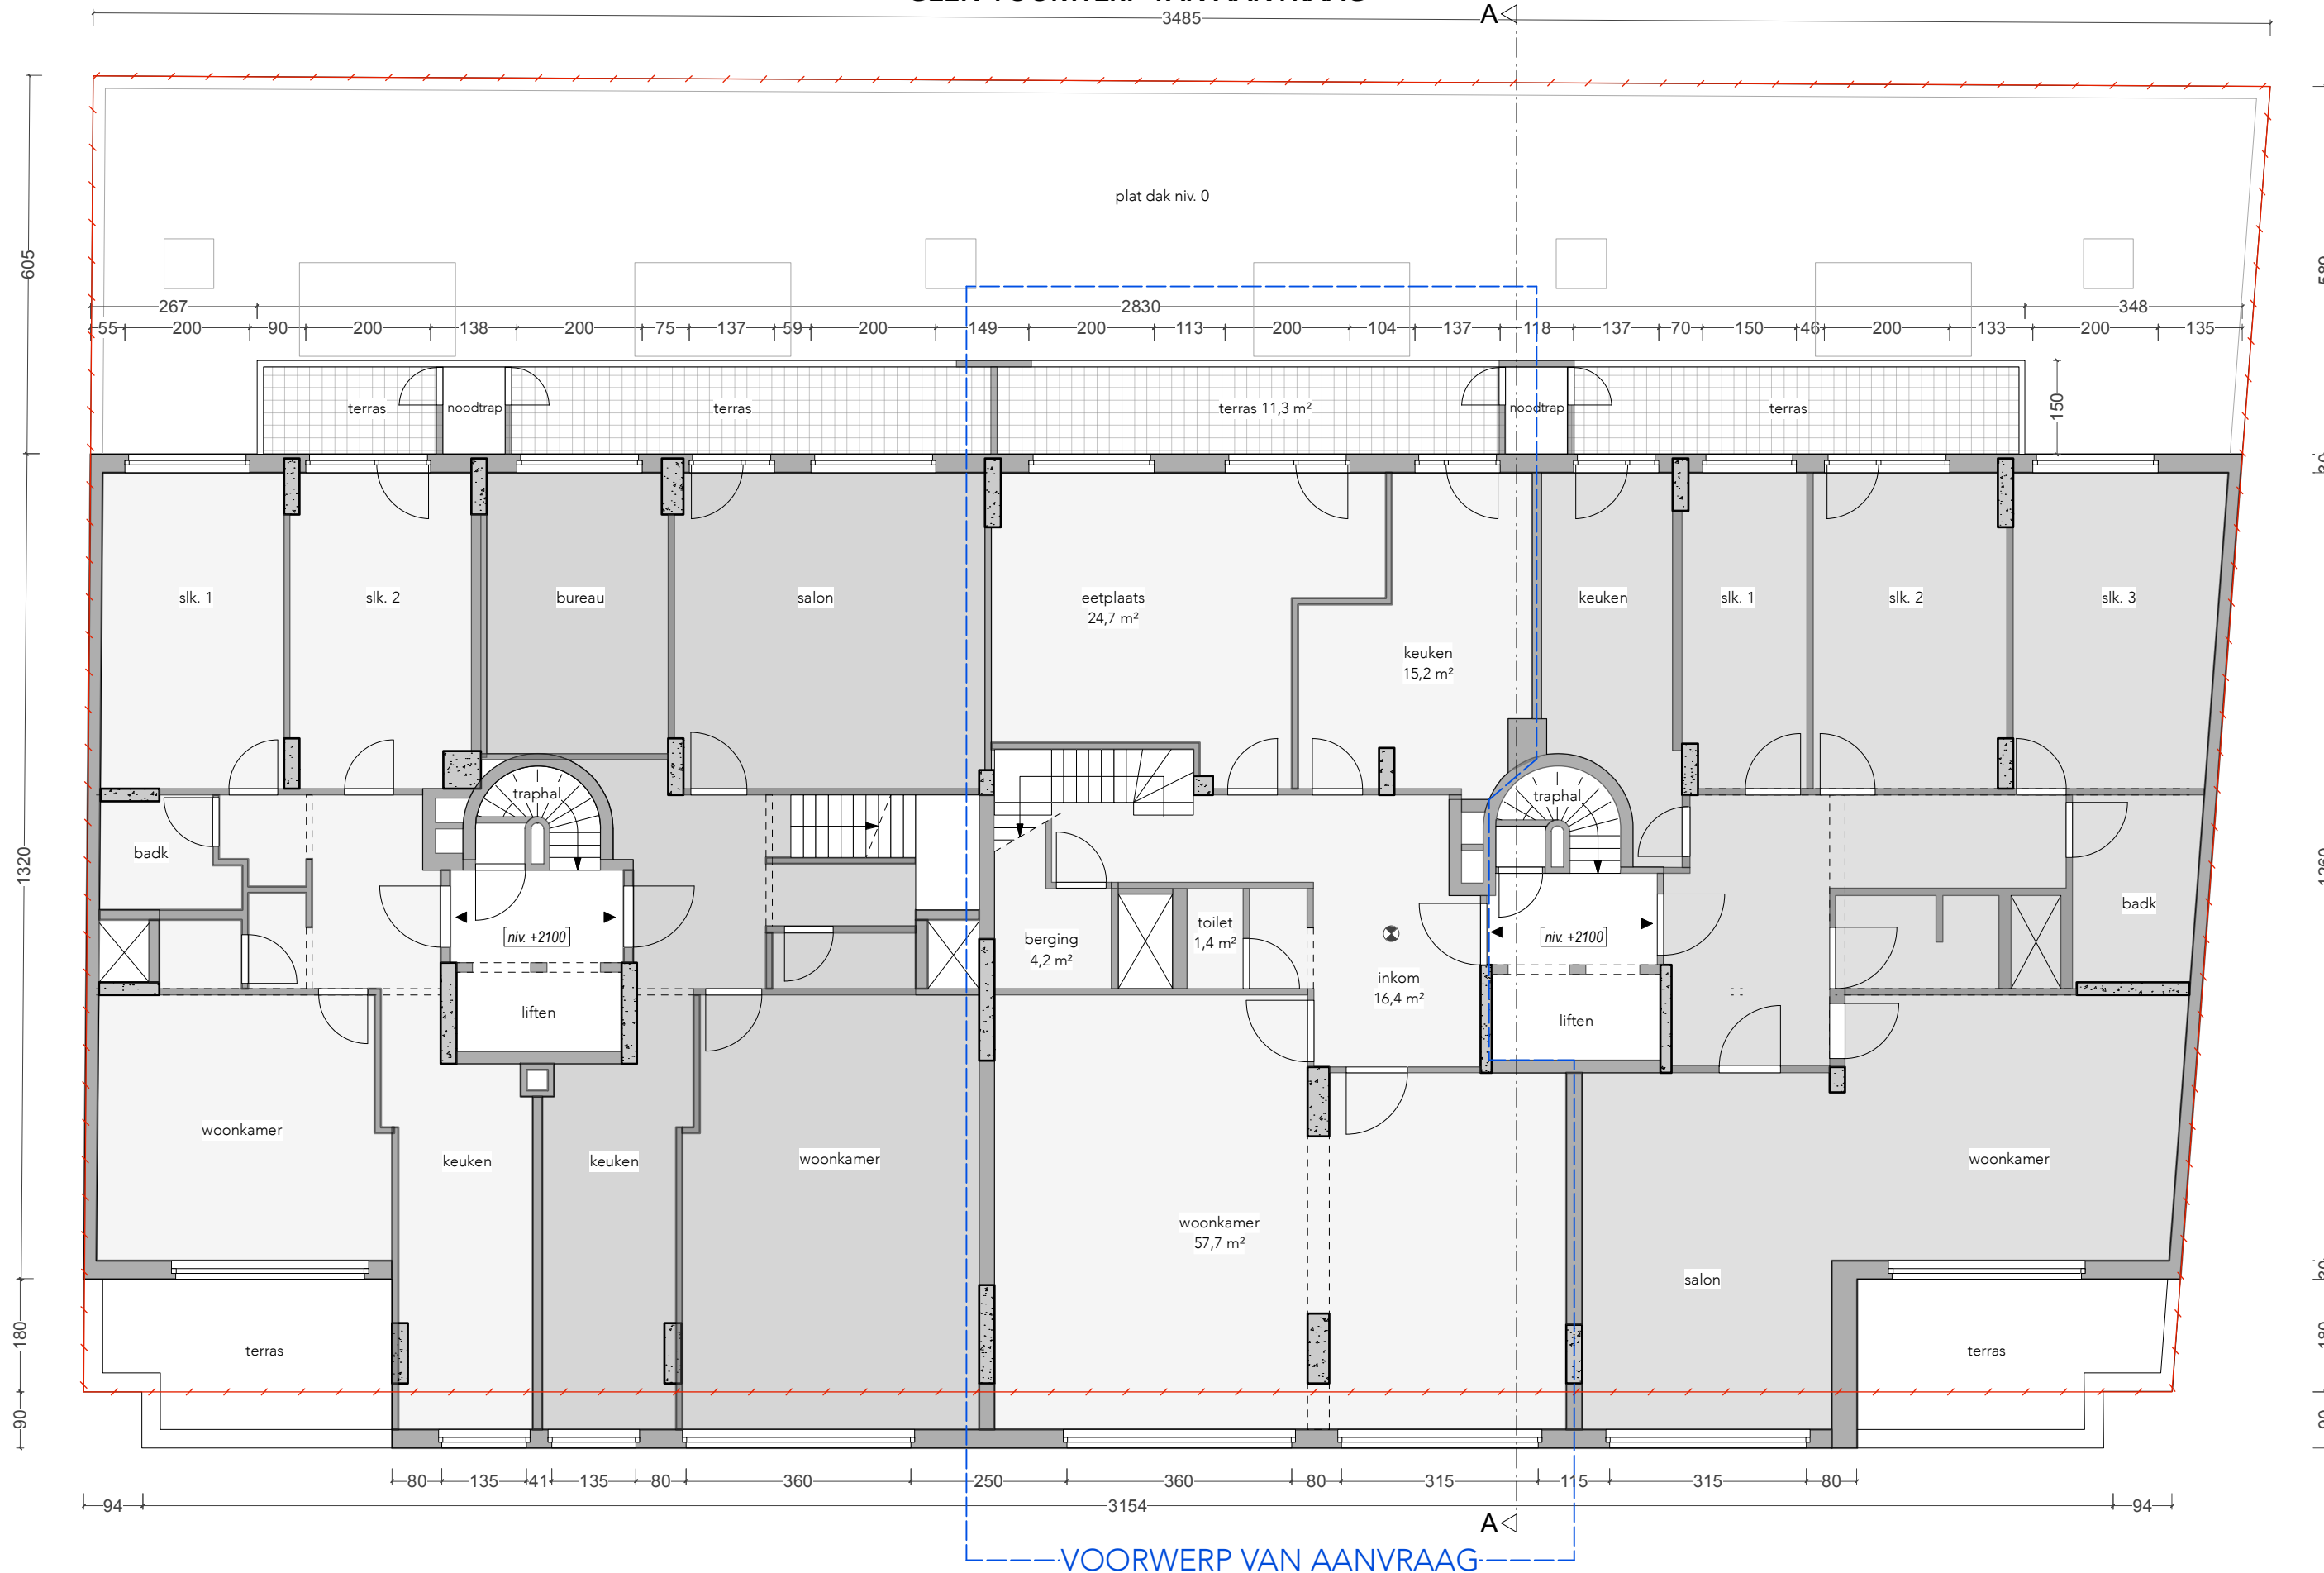 3485
A
605
plat dak niv. 0
267
2830
348
55
200
90
200
138
200
75
137
59
200
149
200
113
200
104
137
118
137
70
150
46
200
133
200
135
terras
noodtrap
terras
terras 11,3 m²
noodtrap
terras
150
slk. 1
slk. 2
bureau
salon
eetplaats
24,7 m²
keuken
15,2 m²
keuken
slk. 1
slk. 2
slk. 3
1320
traphal
traphal
badk
badk
niv. +2100
berging
4,2 m²
toilet
1,4 m²
inkom
16,4 m²
niv. +2100
liften
liften
woonkamer
keuken
keuken
woonkamer
woonkamer
57,7 m²
woonkamer
salon
180
terras
terras
90
80
135
41
135
80
360
250
360
80
315
115
315
80
94
3154
94
A
VOORWERP VAN AANVRAAG